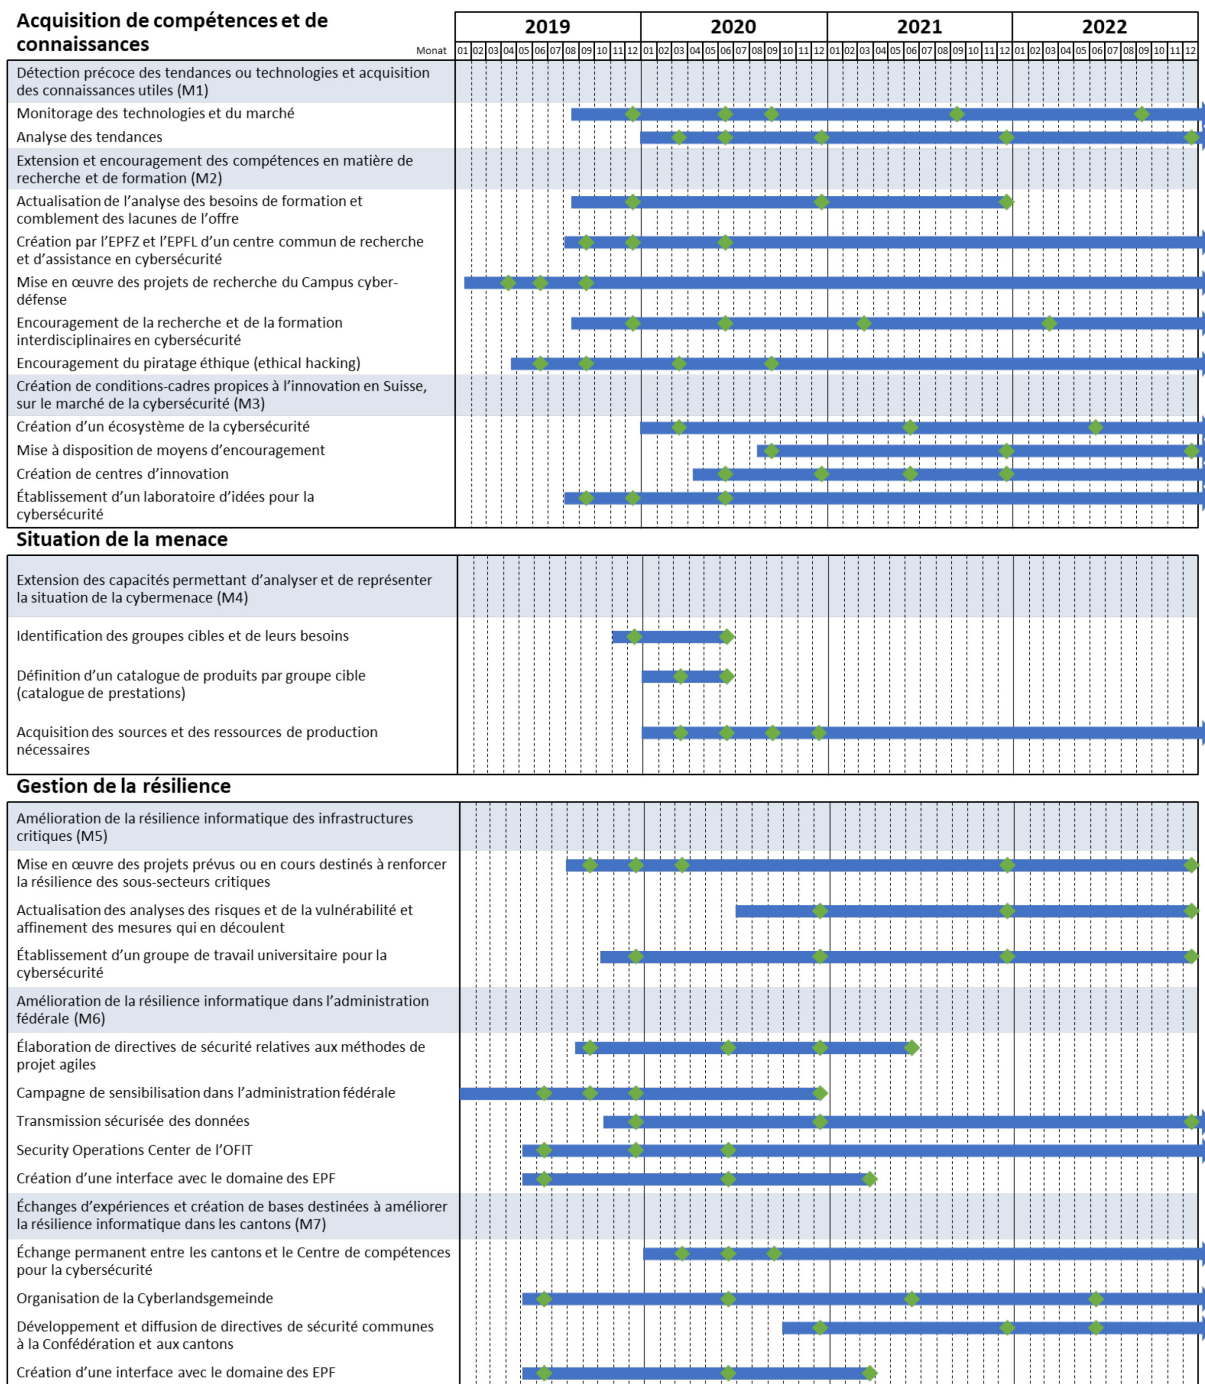 Acquisition de compétences et de
connaissances
2019 2020 2021 2022
Monat 01 02 03 04 05 06 07 08 09 10 11 12 01 02 03 04 05 06 07 08 09 10 11 12 01 02 03 04 05 06 07 08 09 10 11 12 01 02 03 04 05 06 07 08 09 10 11 12
Détection précoce des tendances ou technologies et acquisition
des connaissances utiles (M1)
Monitorage des technologies et du marché
Analyse des tendances
Extension et encouragement des compétences en matière de
recherche et de formation (M2)
Actualisation de l’analyse des besoins de formation et
comblement des lacunes de l’offre
Création par l’EPFZ et l’EPFL d’un centre commun de recherche
et d’assistance en cybersécurité
Mise en œuvre des projets de recherche du Campus cyber-
défense
Encouragement de la recherche et de la formation
interdisciplinaires en cybersécurité
Encouragement du piratage éthique (ethical hacking)
Création de conditions-cadres propices à l’innovation en Suisse,
sur le marché de la cybersécurité (M3)
Création d’un écosystème de la cybersécurité
Mise à disposition de moyens d’encouragement
Création de centres d’innovation
Établissement d’un laboratoire d’idées pour la
cybersécurité
Situation de la menace
Extension des capacités permettant d’analyser et de représenter
la situation de la cybermenace (M4)
Identification des groupes cibles et de leurs besoins
Définition d’un catalogue de produits par groupe cible
(catalogue de prestations)
Acquisition des sources et des ressources de production
nécessaires
Gestion de la résilience
Amélioration de la résilience informatique des infrastructures
critiques (M5)
Mise en œuvre des projets prévus ou en cours destinés à renforcer
la résilience des sous-secteurs critiques
Actualisation des analyses des risques et de la vulnérabilité et
affinement des mesures qui en découlent
Établissement d’un groupe de travail universitaire pour la
cybersécurité
Amélioration de la résilience informatique dans l’administration
fédérale (M6)
Élaboration de directives de sécurité relatives aux méthodes de
projet agiles
Campagne de sensibilisation dans l’administration fédérale
Transmission sécurisée des données
Security Operations Center de l’OFIT
Création d’une interface avec le domaine des EPF
Échanges d’expériences et création de bases destinées à améliorer
la résilience informatique dans les cantons (M7)
Échange permanent entre les cantons et le Centre de compétences
pour la cybersécurité
Organisation de la Cyberlandsgemeinde
Développement et diffusion de directives de sécurité communes
à la Confédération et aux cantons
Création d’une interface avec le domaine des EPF